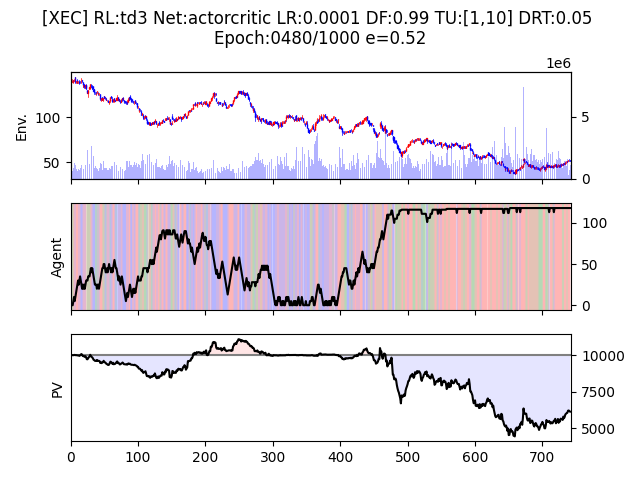 [XEC] RL:td3 Net:actorcritic LR:0.0001 DF:0.99 TU:[1,10] DRT:0.05
Epoch:0480/1000 e=0.52
1e6
Env.
100
50
5
0
Agent
100
50
0
PV
10000
7500
5000
0 100 200 300 400 500 600 700